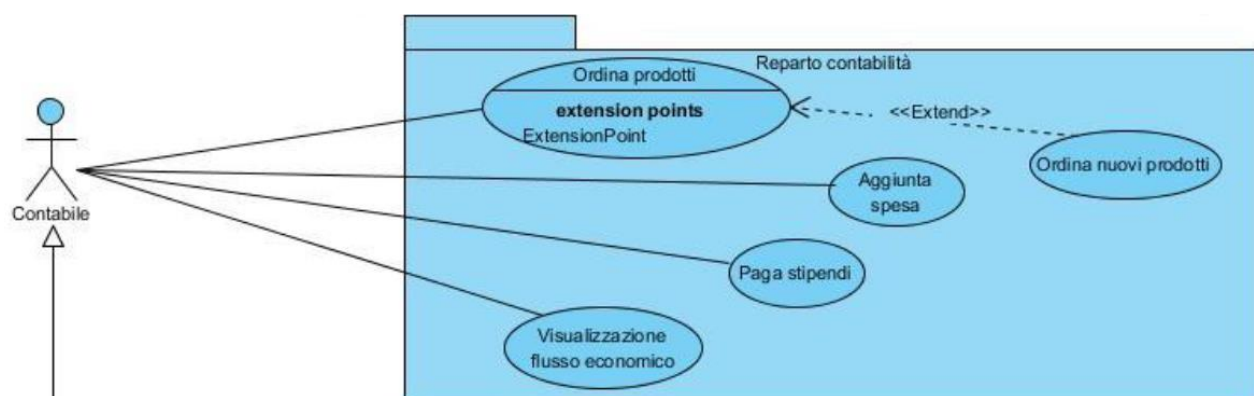 Reparto contabilità
Ordina prodotti
extension points
ExtensionPoint
<<Extend>>
Ordina nuovi prodotti
Aggiunta
spesa
Contabile
Paga stipendi
Visualizzazione
flusso economico